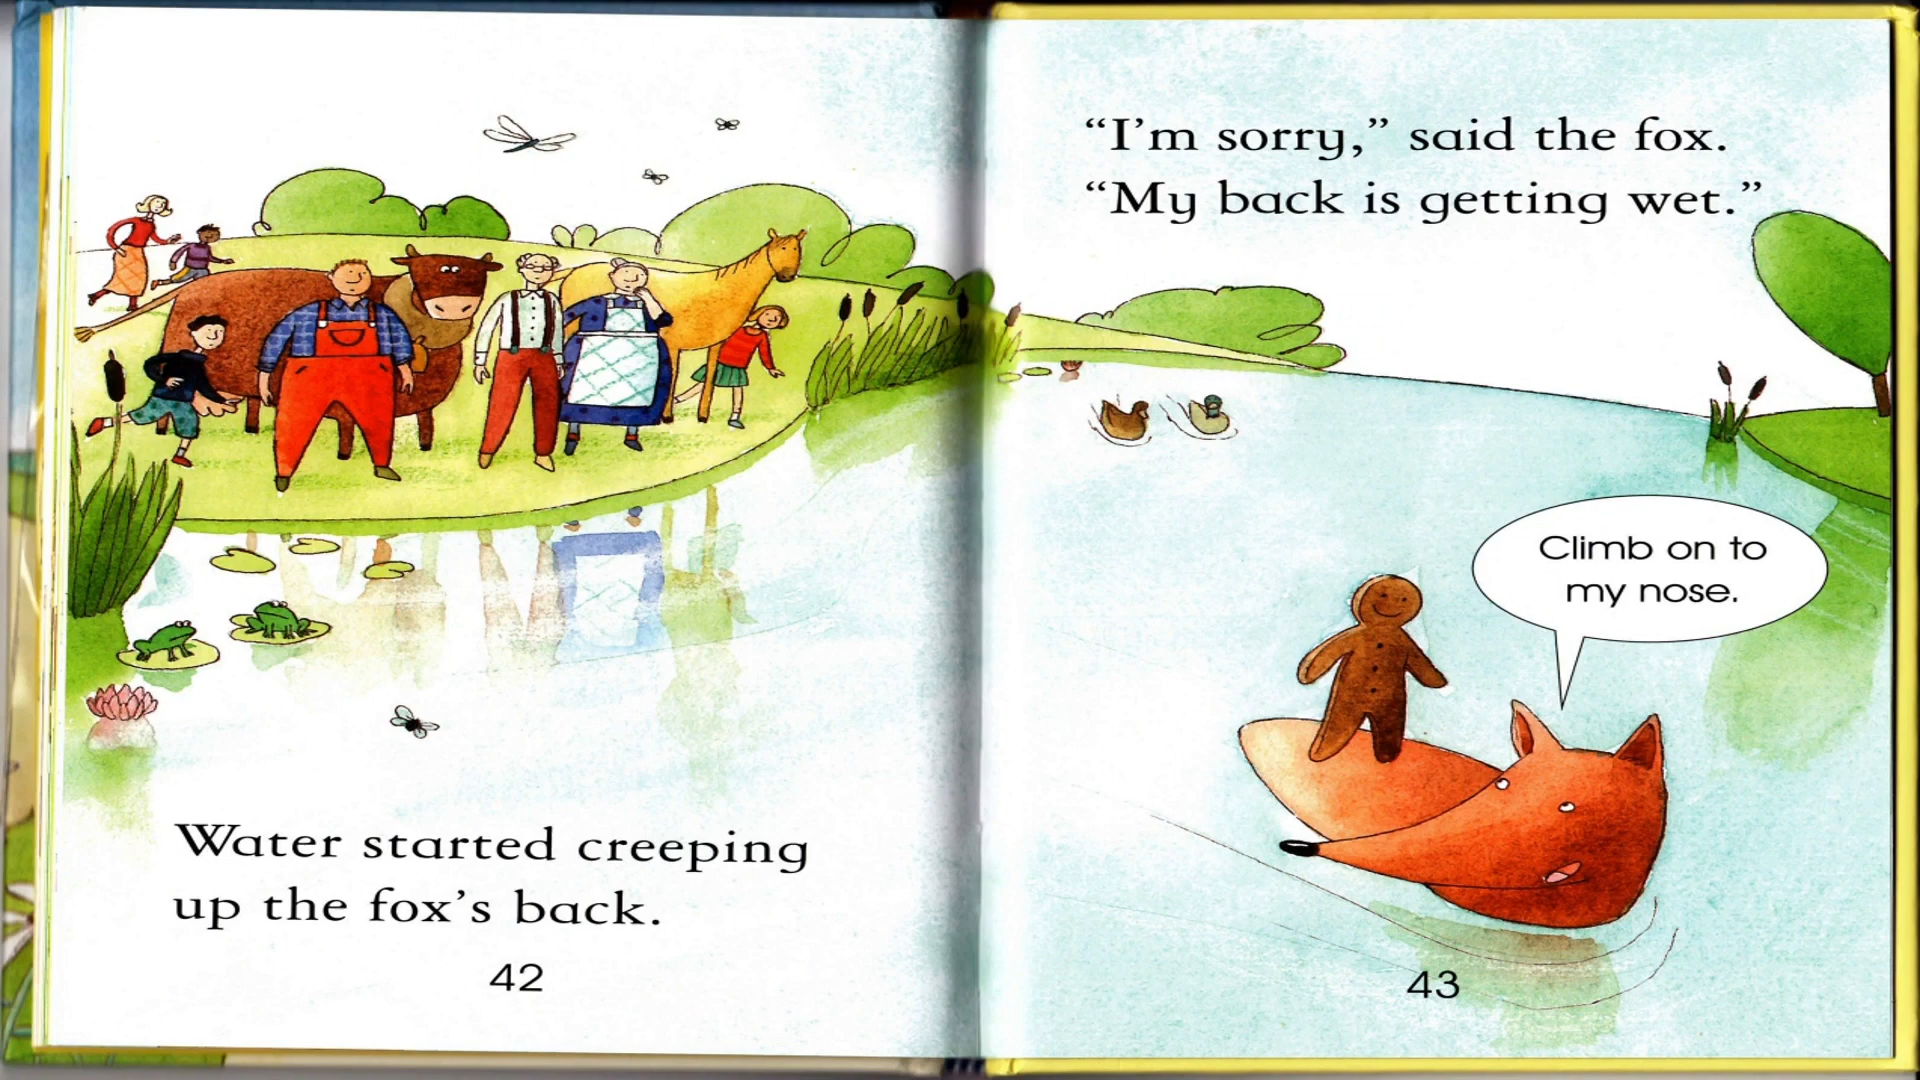 Water started creeping
up the fox’s back.
42
“I’m sorry,” said the fox.
“My back is getting wet.”
Climb on to
my nose.
43